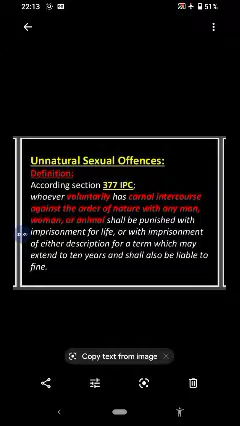 22:13
51%
Unnatural Sexual Offences:
Definition:
According section 377 IPC;
whoever voluntarily has carnal intercourse
against the order of nature with any man,
woman, or animal shall be punished with
imprisonment for life, or with imprisonment
of either description for a term which may
extend to ten years and shall also be liable to
fine.
Copy text from image